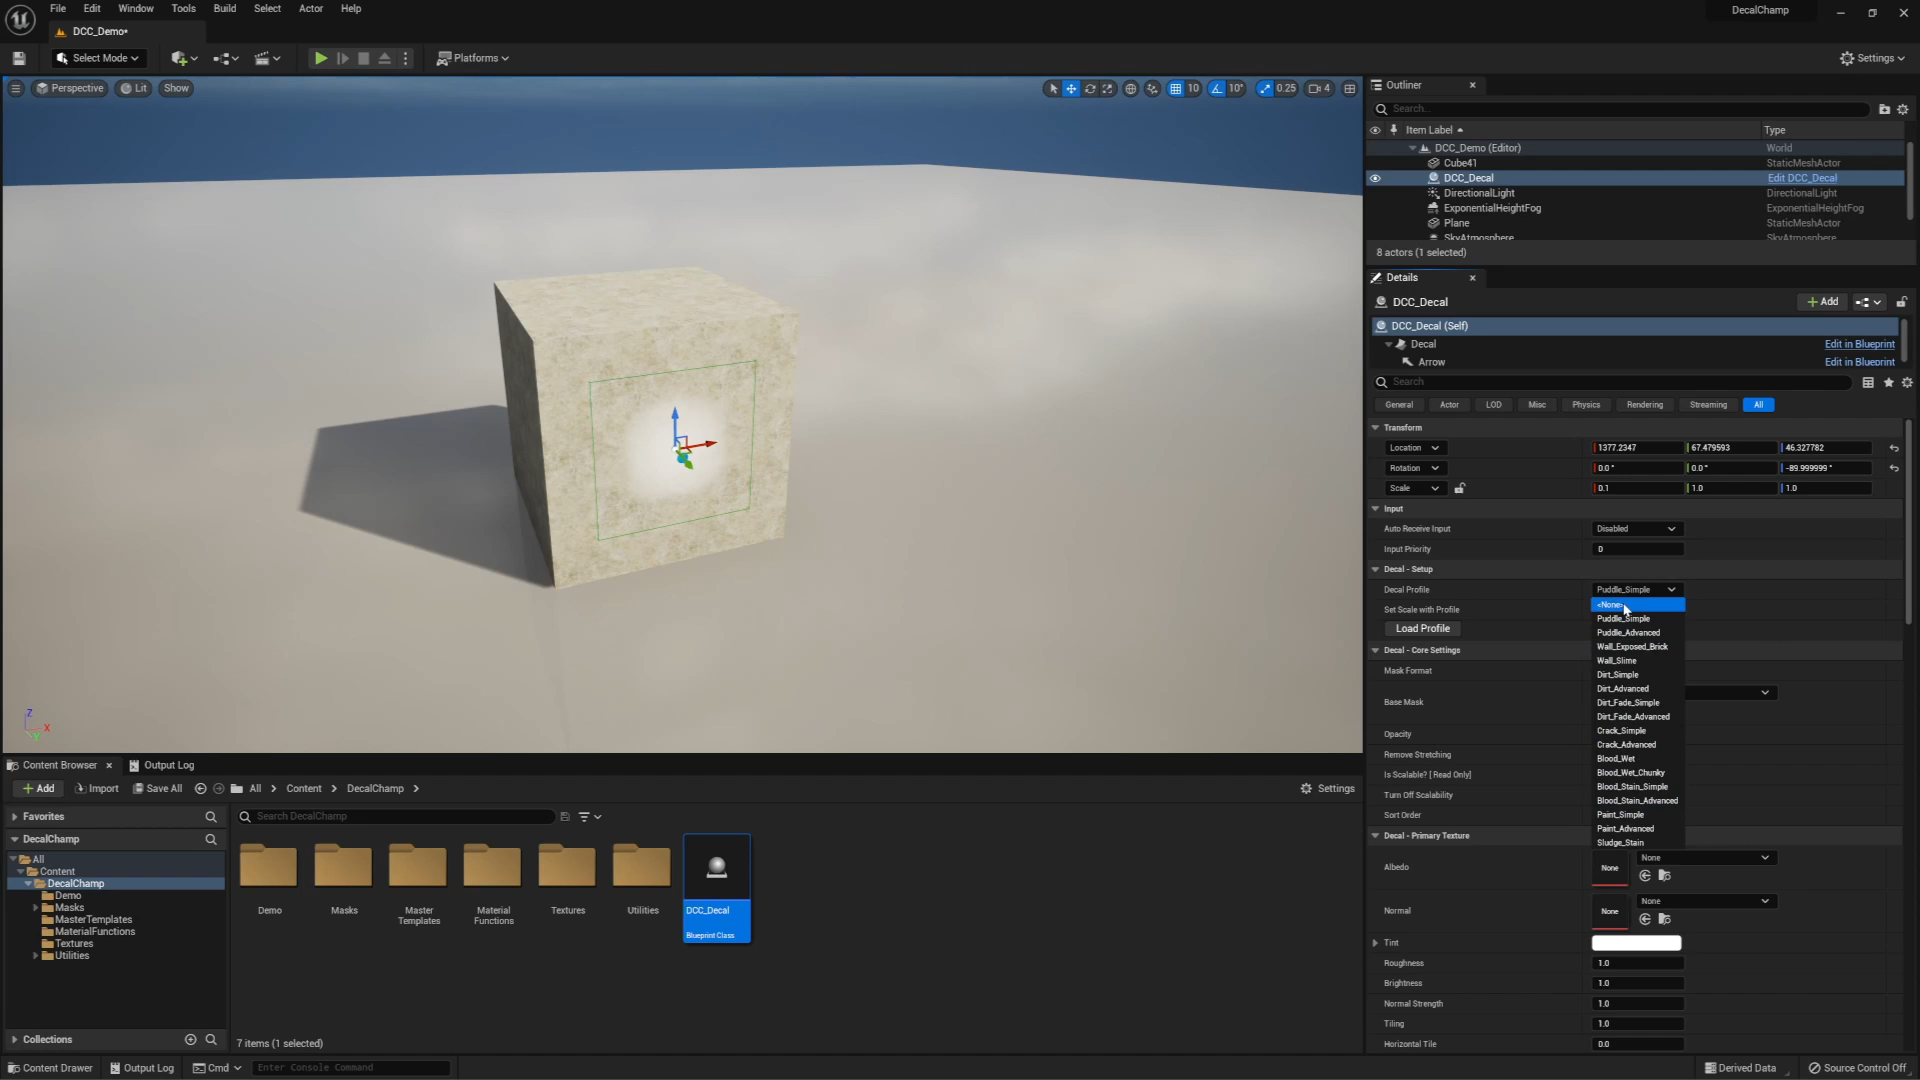 File Edit Window Tools Build Select Actor Help
DecalChamp
DCC_Demo•
Select Mode
Platforms
Settings
Perspective Lit Show
10 10° 0.25 4
Outliner
Search...
Item Label Type
DCC_Demo (Editor) World
Cube41 StaticMeshActor
DCC_Decal Edit DCC_Decal
DirectionalLight DirectionalLight
ExponentialHeightFog ExponentialHeightFog
Plane StaticMeshActor
SkyAtmosphere SkyAtmosphere
8 actors (1 selected)
Details
DCC_Decal + Add
DCC_Decal (Self)
Decal Edit in Blueprint
Arrow Edit in Blueprint
Search
General Actor LOD Misc Physics Rendering Streaming All
Transform
Location 1377.2347 67.479593 46.327782
Rotation 0.0 ° 0.0 ° -89.999999 °
Scale 0.1 1.0 1.0
Input
Auto Receive Input Disabled
Input Priority 0
Decal - Setup
Decal Profile Puddle_Simple
Set Scale with Profile
Load Profile
<None>
Puddle_Simple
Puddle_Advanced
Wall_Exposed_Brick
Wall_Slime
Dirt_Simple
Dirt_Advanced
Dirt_Fade_Simple
Dirt_Fade_Advanced
Crack_Simple
Crack_Advanced
Blood_Wet
Blood_Wet_Chunky
Blood_Stain_Simple
Blood_Stain_Advanced
Paint_Simple
Paint_Advanced
Sludge_Stain
Decal - Core Settings
Mask Format
Base Mask
Opacity
Remove Stretching
Is Scalable? [ Read Only]
Turn Off Scalability
Sort Order
Decal - Primary Texture
Albedo None None
Normal None None
Tint
Roughness 1.0
Brightness 1.0
Normal Strength 1.0
Tiling 1.0
Horizontal Tile 0.0
Z X Y
Content Browser Output Log
+ Add Import Save All All > Content > DecalChamp > Settings
Favorites
DecalChamp
All
Content
DecalChamp
Demo
Masks
MasterTemplates
MaterialFunctions
Textures
Utilities
Collections
Search DecalChamp
Demo
Masks
Master
Templates
Material
Functions
Textures
Utilities
DCC_Decal
Blueprint Class
7 items (1 selected)
Content Drawer Output Log Cmd Enter Console Command Derived Data Source Control Off